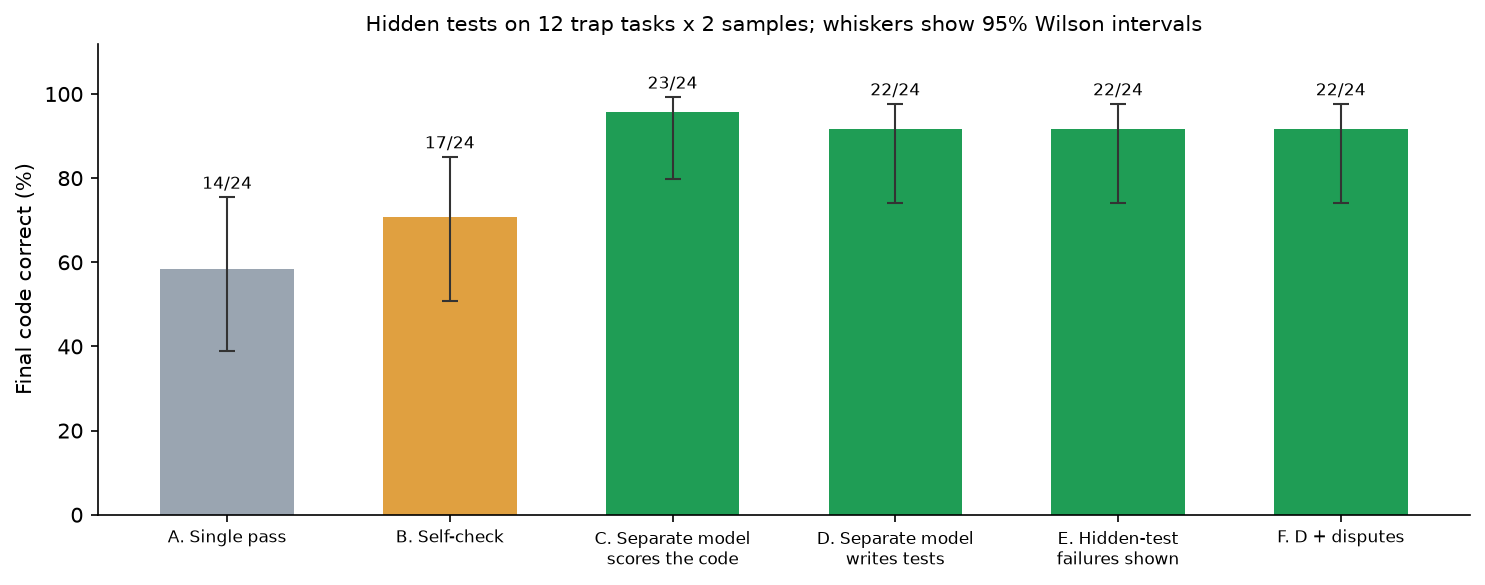 Hidden tests on 12 trap tasks x 2 samples; whiskers show 95% Wilson intervals
Final code correct (%)
100
80
60
40
20
0
14/24
17/24
23/24
22/24
22/24
22/24
A. Single pass
B. Self-check
C. Separate model
scores the code
D. Separate model
writes tests
E. Hidden-test
failures shown
F. D + disputes